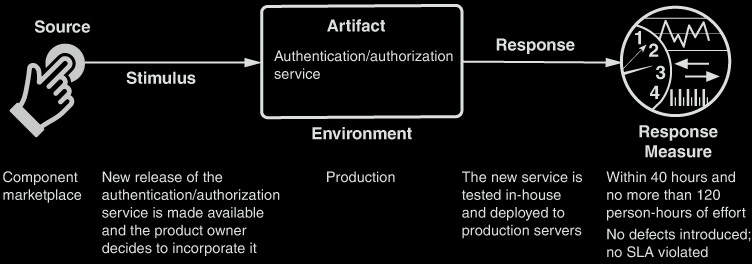 Source
Stimulus
Artifact
Authentication/authorization
service
Environment
Response
1
2
3
4
Response
Measure
Component
marketplace
New release of the
authentication/authorization
service is made available
and the product owner
decides to incorporate it
Production
The new service is
tested in-house
and deployed to
production servers
Within 40 hours and
no more than 120
person-hours of effort
No defects introduced;
no SLA violated